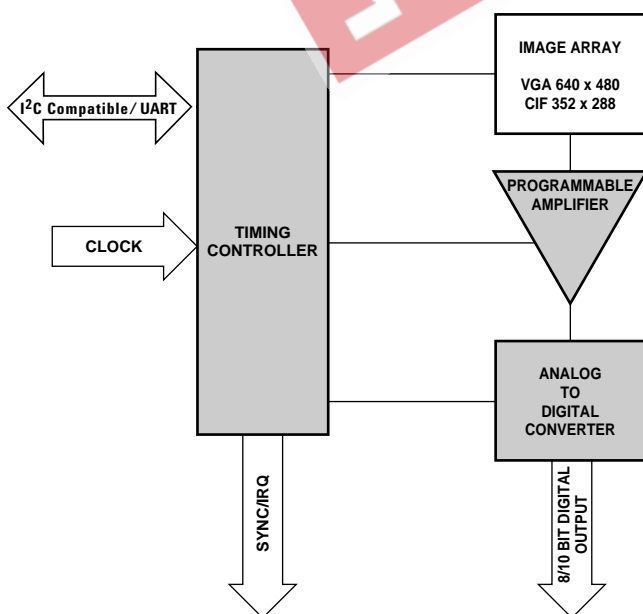 IMAGE ARRAY
VGA 640 x 480
CIF 352 x 288
I²C Compatible/UART
PROGRAMMABLE
AMPLIFIER
TIMING
CONTROLLER
CLOCK
ANALOG
TO
DIGITAL
CONVERTER
SYNC/IRQ
8/10 BIT DIGITAL
OUTPUT